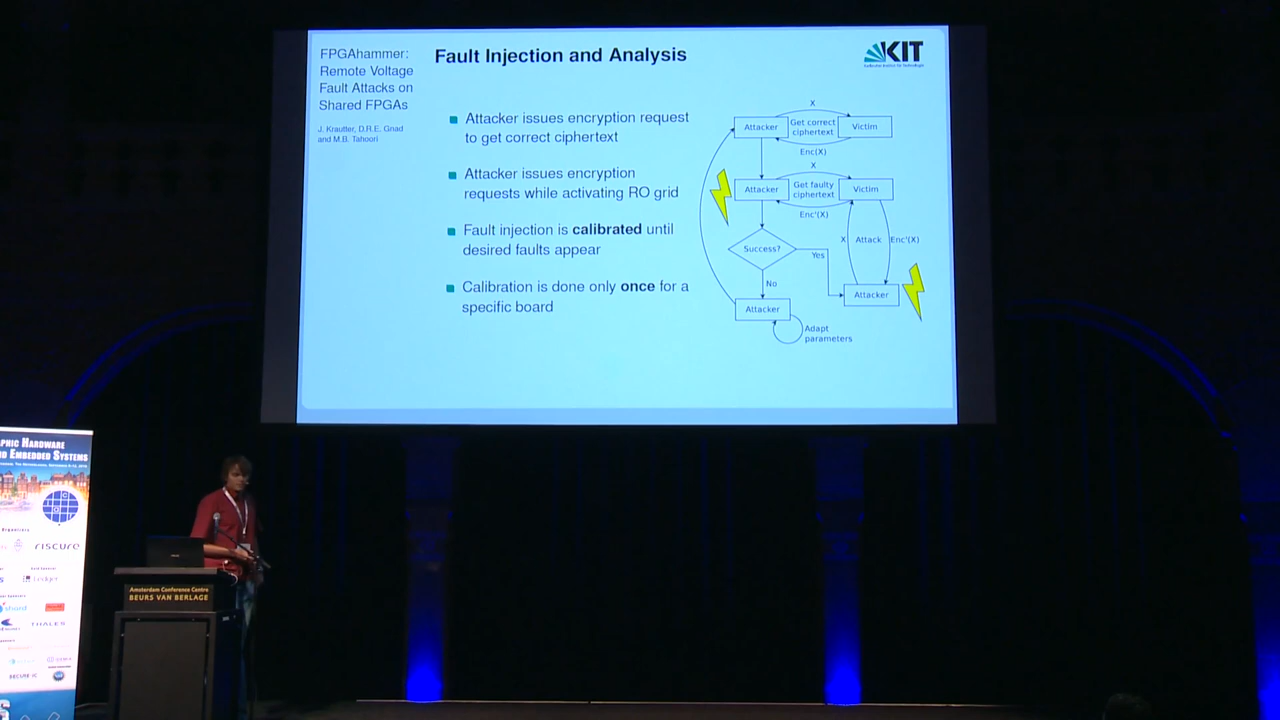 FPGAhammer:
Remote Voltage
Fault Attacks on
Shared FPGAs
J. Krautter, D.R.E. Gnad
and M.B. Tahoori
Fault Injection and Analysis
KIT
Attacker issues encryption request
to get correct ciphertext
Attacker issues encryption
requests while activating RO grid
Fault injection is calibrated until
desired faults appear
Calibration is done only once for a
specific board
X
Attacker
Get correct
ciphertext
Victim
Enc(X)
X
Attacker
Get faulty
ciphertext
Victim
Enc'(X)
Success?
Yes
X
Attack
Enc'(X)
No
Attacker
Attacker
Adapt
parameters
PHIC HARDWARE
D EMBEDDED SYSTEMS
riscure
Ledger
THALES
SECURE-IC
Amsterdam Conference Centre
BEURS VAN BERLAGE